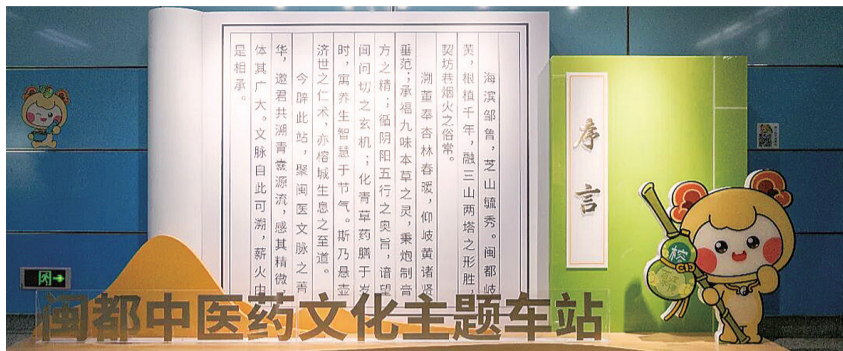 序言
海滨邹鲁，芝山毓秀。闽都岐
黄，根植千年，融三山两塔之形胜，
契坊巷烟火之俗常。
溯董奉杏林春暖，仰岐黄诸贤
垂范；承福九味本草之灵，秉炮制膏
方之精；循阴阳五行之奥旨，谙望
闻问切之玄机；化青草药膳于岁
时，寓养生智慧于节气。斯乃悬壶
济世之仁术，亦榕城生息之至道。
今辟此站，聚闽医文脉之菁
华，邀君共溯青囊源流，感其精微，
体其广大。文脉自此可溯，薪火由
是相承。
榕
闽都中医药文化主题车站